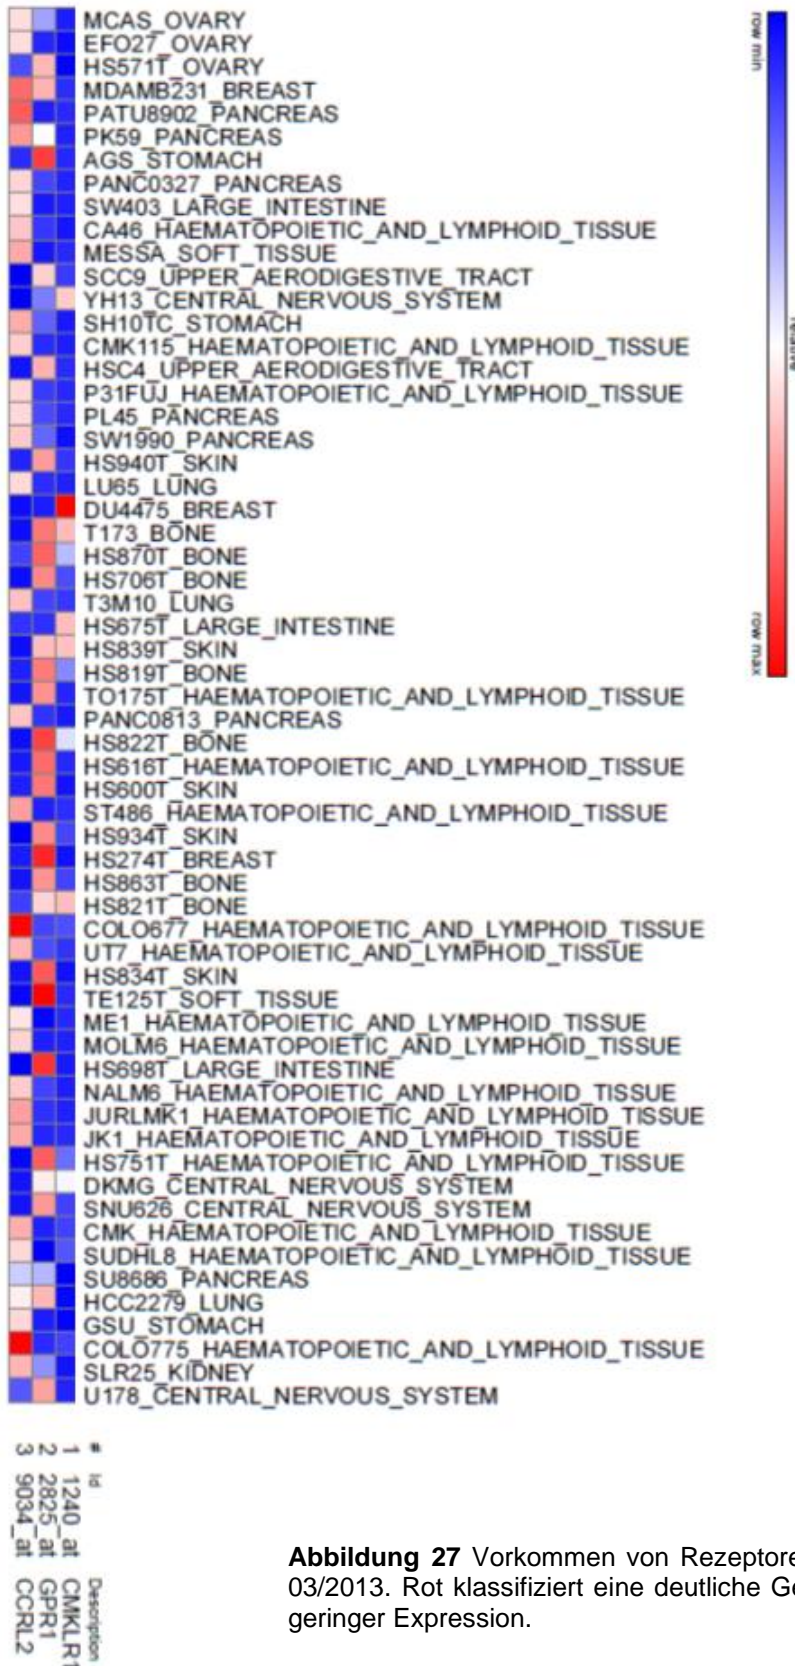 MCAS_OVARY
EFO27_OVARY
HS571T_OVARY
MDAMB231_BREAST
PATU8902_PANCREAS
PK59_PANCREAS
AGS_STOMACH
PANC0327_PANCREAS
SW403_LARGE_INTESTINE
CA46_HAEMATOPOIETIC_AND_LYMPHOID_TISSUE
MESSA_SOFT_TISSUE
SCC9_UPPER_AERODIGESTIVE_TRACT
YH13_CENTRAL_NERVOUS_SYSTEM
SH10TC_STOMACH
CMK115_HAEMATOPOIETIC_AND_LYMPHOID_TISSUE
HSC4_UPPER_AERODIGESTIVE_TRACT
P31FUJ_HAEMATOPOIETIC_AND_LYMPHOID_TISSUE
PL45_PANCREAS
SW1990_PANCREAS
HS940T_SKIN
LU65_LUNG
DU4475_BREAST
T173_BONE
HS870T_BONE
HS706T_BONE
T3M10_LUNG
HS675T_LARGE_INTESTINE
HS839T_SKIN
HS819T_BONE
TO175T_HAEMATOPOIETIC_AND_LYMPHOID_TISSUE
PANC0813_PANCREAS
HS822T_BONE
HS616T_HAEMATOPOIETIC_AND_LYMPHOID_TISSUE
HS600T_SKIN
ST486_HAEMATOPOIETIC_AND_LYMPHOID_TISSUE
HS934T_SKIN
HS274T_BREAST
HS863T_BONE
HS821T_BONE
COLO677_HAEMATOPOIETIC_AND_LYMPHOID_TISSUE
UT7_HAEMATOPOIETIC_AND_LYMPHOID_TISSUE
HS834T_SKIN
TE125T_SOFT_TISSUE
ME1_HAEMATOPOIETIC_AND_LYMPHOID_TISSUE
MOLM6_HAEMATOPOIETIC_AND_LYMPHOID_TISSUE
HS698T_LARGE_INTESTINE
NALM6_HAEMATOPOIETIC_AND_LYMPHOID_TISSUE
JURLMK1_HAEMATOPOIETIC_AND_LYMPHOID_TISSUE
JK1_HAEMATOPOIETIC_AND_LYMPHOID_TISSUE
HS751T_HAEMATOPOIETIC_AND_LYMPHOID_TISSUE
DKMG_CENTRAL_NERVOUS_SYSTEM
SNU626_CENTRAL_NERVOUS_SYSTEM
CMK_HAEMATOPOIETIC_AND_LYMPHOID_TISSUE
SUDHL8_HAEMATOPOIETIC_AND_LYMPHOID_TISSUE
SU8686_PANCREAS
HCC2279_LUNG
GSU_STOMACH
COLO775_HAEMATOPOIETIC_AND_LYMPHOID_TISSUE
SLR25_KIDNEY
U178_CENTRAL_NERVOUS_SYSTEM
row min
row max
# Id Description
1 1240_at CMKLR1
2 2825_at GPR1
3 9034_at CCRL2
Abbildung 27 Vorkommen von
03/2013. Rot klassifiziert eine deutliche
geringer Expression.